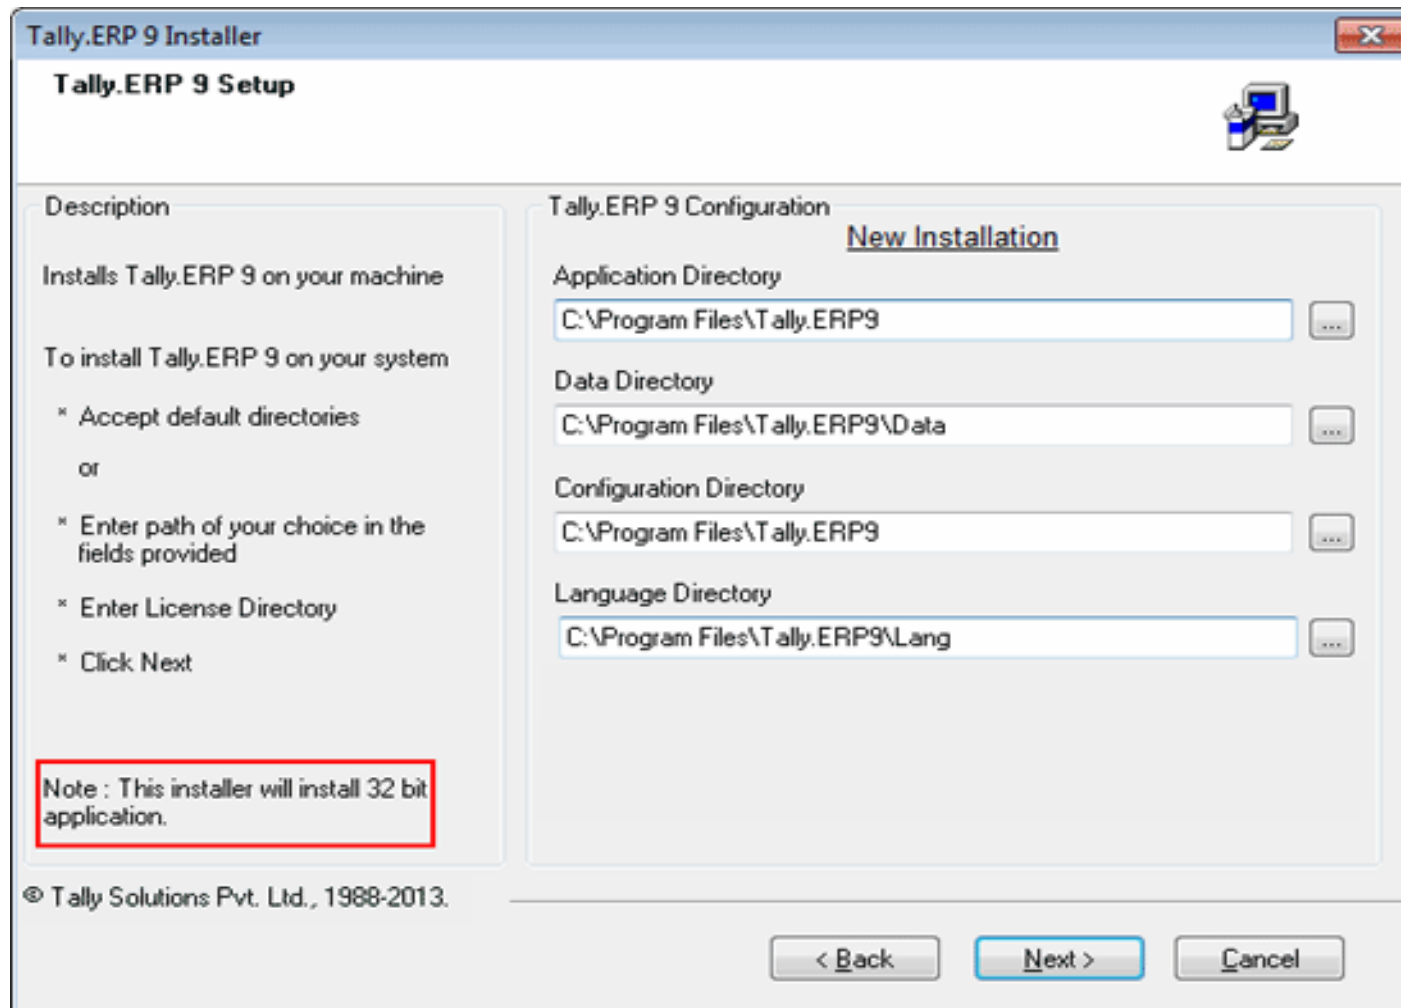 Tally.ERP 9 Installer
Tally.ERP 9 Setup
Description
Installs Tally.ERP 9 on your machine
To install Tally.ERP 9 on your system
* Accept default directories
or
* Enter path of your choice in the
fields provided
* Enter License Directory
* Click Next
Note : This installer will install 32 bit
application.
Tally.ERP 9 Configuration
New Installation
Application Directory
C:\Program Files\Tally.ERP9
...
Data Directory
C:\Program Files\Tally.ERP9\Data
...
Configuration Directory
C:\Program Files\Tally.ERP9
...
Language Directory
C:\Program Files\Tally.ERP9\Lang
...
© Tally Solutions Pvt. Ltd., 1988-2013.
< Back
Next >
Cancel